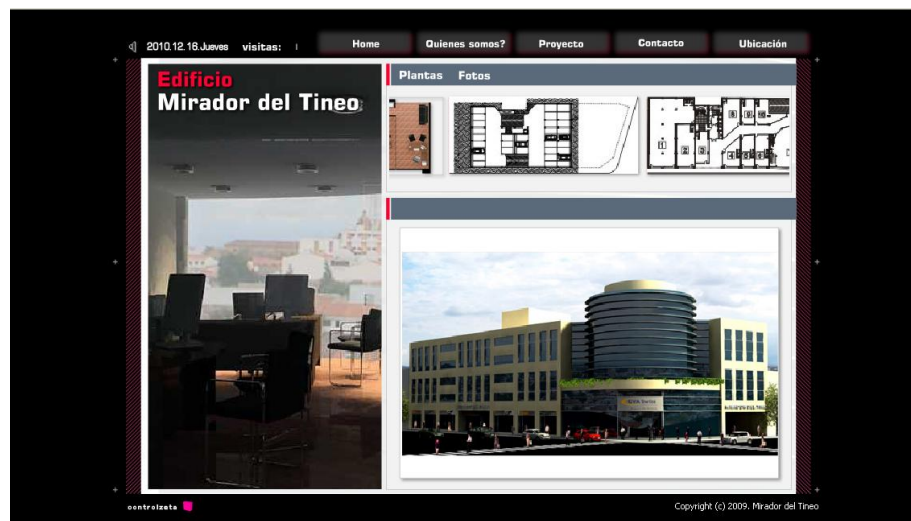 2010.12.16.Jueves visitas:
Home
Quienes somos?
Proyecto
Contacto
Ubicación
Edificio
Mirador del Tineo
Plantas Fotos
controlzeta
Copyright (c) 2009. Mirador del Tineo